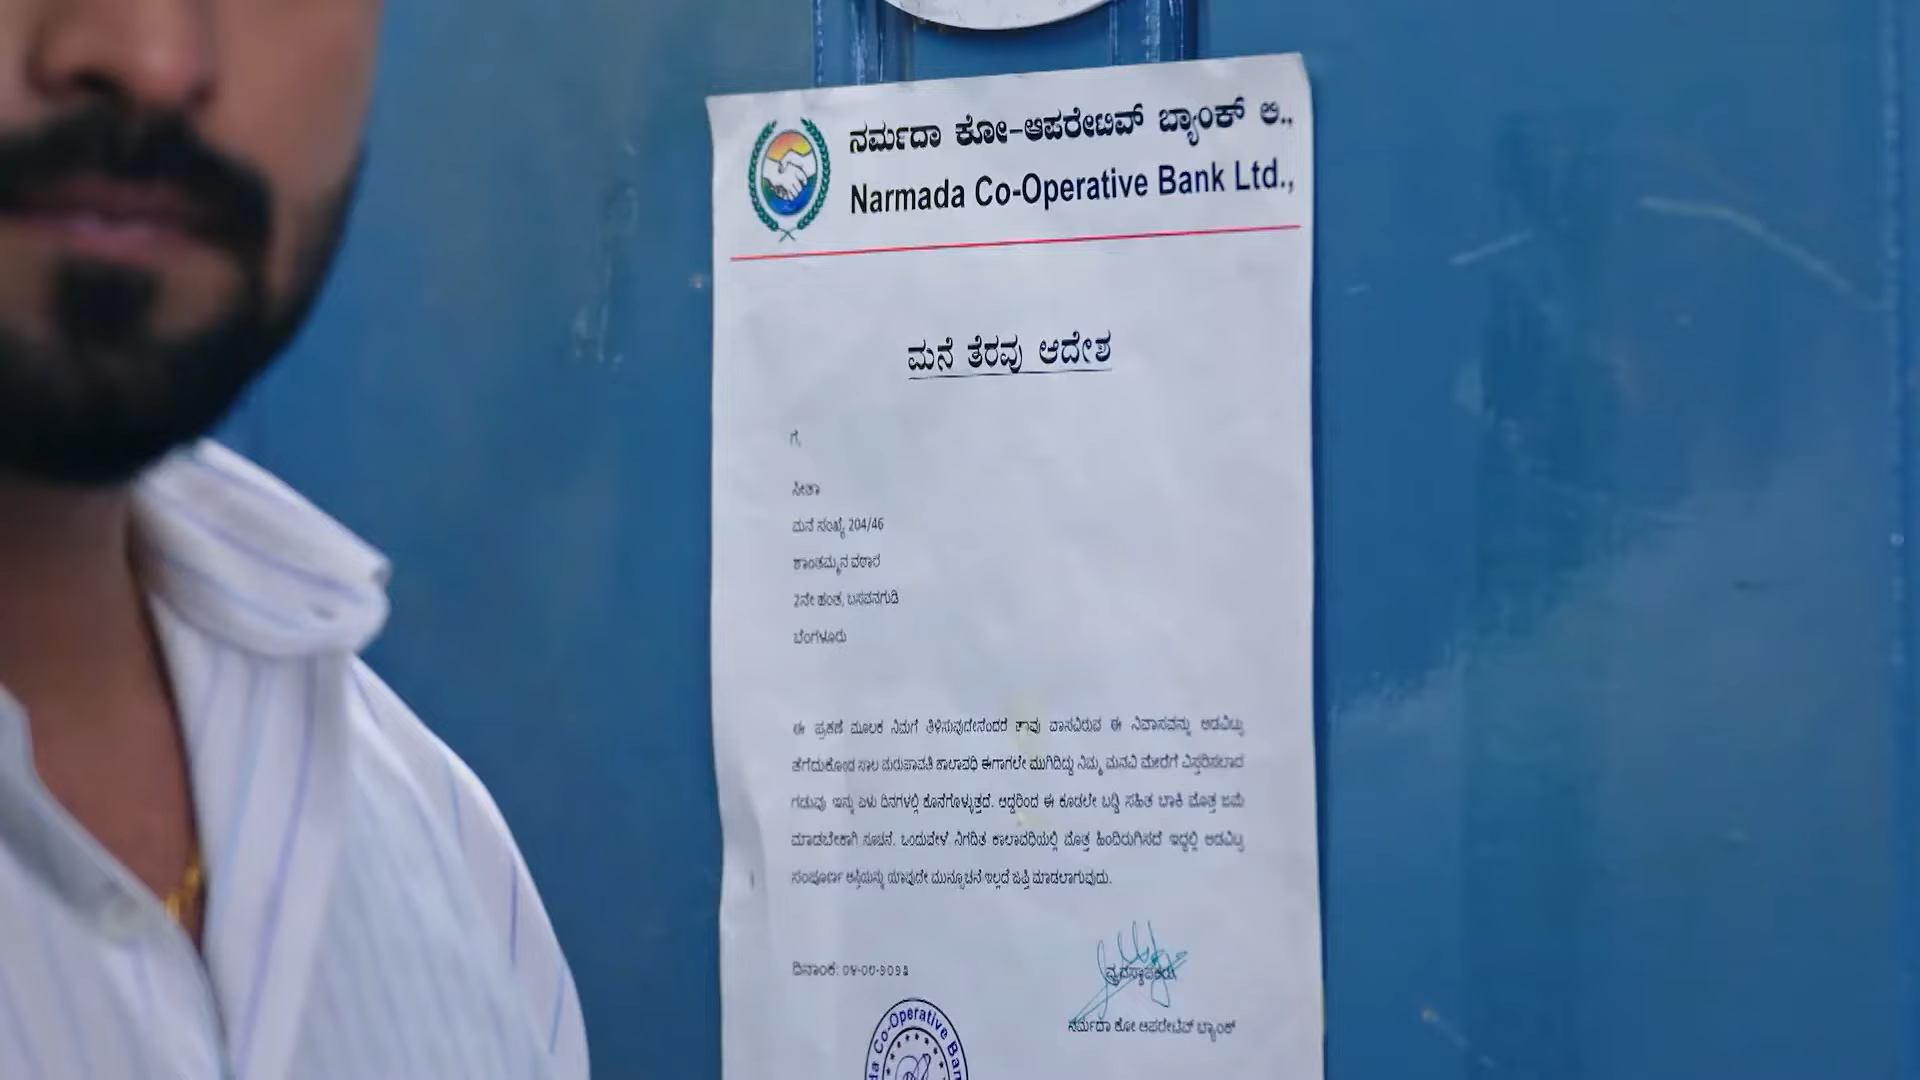 ನರ್ಮದಾ ಕೋ-ಆಪರೇಟಿವ್ ಬ್ಯಾಂಕ್ ಲಿ.,
Narmada Co-Operative Bank Ltd.,
ಮನೆ ತೆರವು ಆದೇಶ
ಗೆ,
ಸೀತಾ
ಮನೆ ಸಂಖ್ಯೆ 204/46
ಶಾಂತಮ್ಮನ ವಠಾರ
2ನೇ ಹಂತ, ಬಸವನಗುಡಿ
ಬೆಂಗಳೂರು
ಈ ಪ್ರಕಣೆ ಮೂಲಕ ನಿಮಗೆ ತಿಳಿಸುವುದೇನೆಂದರೆ ತಾವು ವಾಸವಿರುವ ಈ ನಿವಾಸವನ್ನು ಅಡವಿಟ್ಟು
ತೆಗೆದುಕೊಂಡ ಸಾಲ ಮರುಪಾವತಿ ಕಾಲಾವಧಿ ಈಗಾಗಲೇ ಮುಗಿದಿದ್ದು ನಿಮ್ಮ ಮನವಿ ಮೇರೆಗೆ ವಿಸ್ತರಿಸಲಾದ
ಗಡುವು ಇನ್ನು ಏಳು ದಿನಗಳಲ್ಲಿ ಕೊನೆಗೊಳ್ಳುತ್ತದೆ. ಆದ್ದರಿಂದ ಈ ಕೂಡಲೇ ಬಡ್ಡಿ ಸಹಿತ ಬಾಕಿ ಮೊತ್ತ ಜಮೆ
ಮಾಡಬೇಕಾಗಿ ಸೂಚನೆ. ಒಂದುವೇಳೆ ನಿಗದಿತ ಕಾಲಾವಧಿಯಲ್ಲಿ ಮೊತ್ತ ಹಿಂದಿರುಗಿಸದೆ ಇದ್ದಲ್ಲಿ ಅಡವಿಟ್ಟ
ಸಂಪೂರ್ಣ ಆಸ್ತಿಯನ್ನು ಯಾವುದೇ ಮುನ್ಸೂಚನೆ ಇಲ್ಲದೆ ಜಪ್ತಿ ಮಾಡಲಾಗುವುದು.
ದಿನಾಂಕ:
ವ್ಯವಸ್ಥಾಪಕರು
ನರ್ಮದಾ ಕೋ ಆಪರೇಟಿವ್ ಬ್ಯಾಂಕ್
Co-Operative